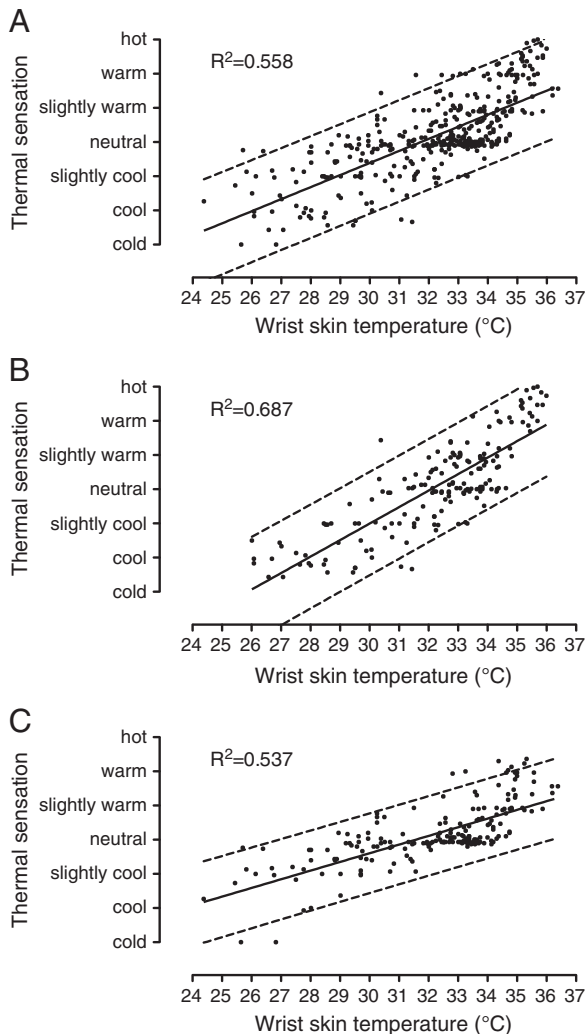 A
hot
R²=0.558
warm
slightly warm
neutral
slightly cool
cool
cold
Thermal sensation
24 25 26 27 28 29 30 31 32 33 34 35 36 37
Wrist skin temperature (°C)
B
hot
R²=0.687
warm
slightly warm
neutral
slightly cool
cool
cold
Thermal sensation
24 25 26 27 28 29 30 31 32 33 34 35 36 37
Wrist skin temperature (°C)
C
hot
R²=0.537
warm
slightly warm
neutral
slightly cool
cool
cold
Thermal sensation
24 25 26 27 28 29 30 31 32 33 34 35 36 37
Wrist skin temperature (°C)